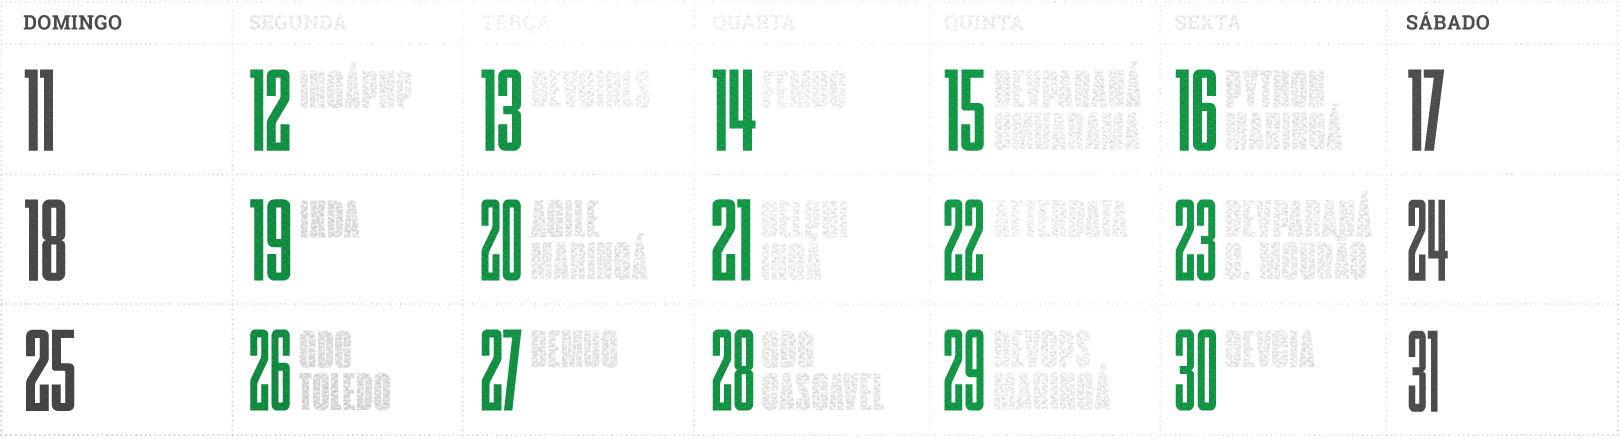 DOMINGO SEGUNDA TERÇA QUARTA QUINTA SEXTA SÁBADO
11 12 INGÁPHP 13 DEVGIRLS 14 FEMUG 15 DEVPARANÁ UMUARAMA 16 PYTHON MARINGÁ 17
18 19 IXDA 20 AGILE MARINGÁ 21 DELPHI INGÁ 22 AFTERDATA 23 DEVPARANÁ C. MOURÃO 24
25 26 GDG TOLEDO 27 BEMUG 28 GDG CASCAVEL 29 DEVOPS MARINGÁ 30 DEVCIA 31